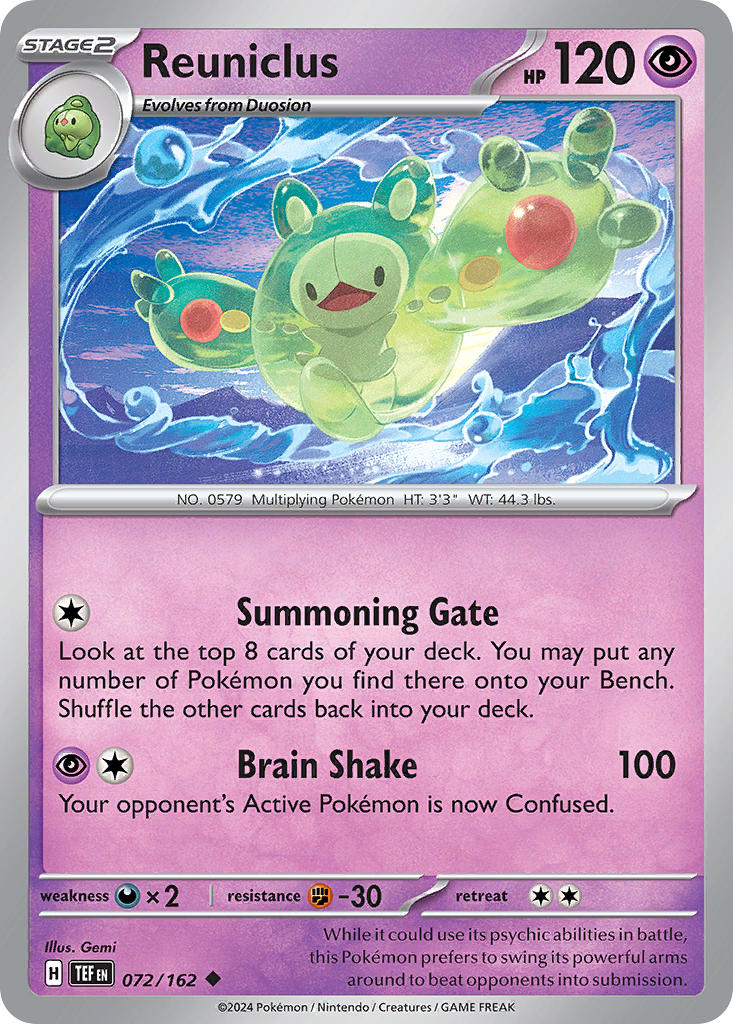 STAGE2
Reuniclus
HP 120
Evolves from Duosion
NO. 0579 Multiplying Pokémon HT: 3'3" WT: 44.3 lbs.
Summoning Gate
Look at the top 8 cards of your deck. You may put any
number of Pokémon you find there onto your Bench.
Shuffle the other cards back into your deck.
Brain Shake 100
Your opponent's Active Pokémon is now Confused.
weakness ×2 resistance -30 retreat
Illus. Gemi
H TEF EN 072/162
While it could use its psychic abilities in battle,
this Pokémon prefers to swing its powerful arms
around to beat opponents into submission.
©2024 Pokémon / Nintendo / Creatures / GAME FREAK